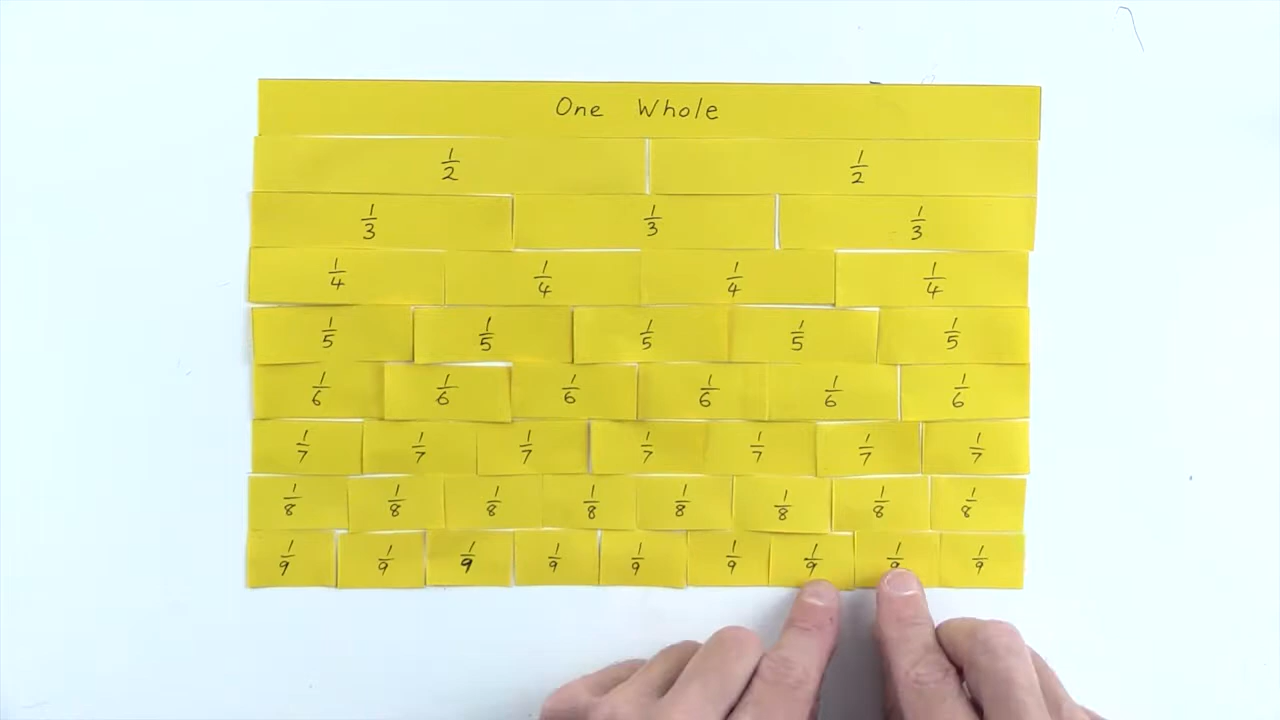 One Whole
1/2 1/2
1/3 1/3 1/3
1/4 1/4 1/4 1/4
1/5 1/5 1/5 1/5 1/5
1/6 1/6 1/6 1/6 1/6 1/6
1/7 1/7 1/7 1/7 1/7 1/7 1/7
1/8 1/8 1/8 1/8 1/8 1/8 1/8 1/8
1/9 1/9 1/9 1/9 1/9 1/9 1/9 1/9 1/9